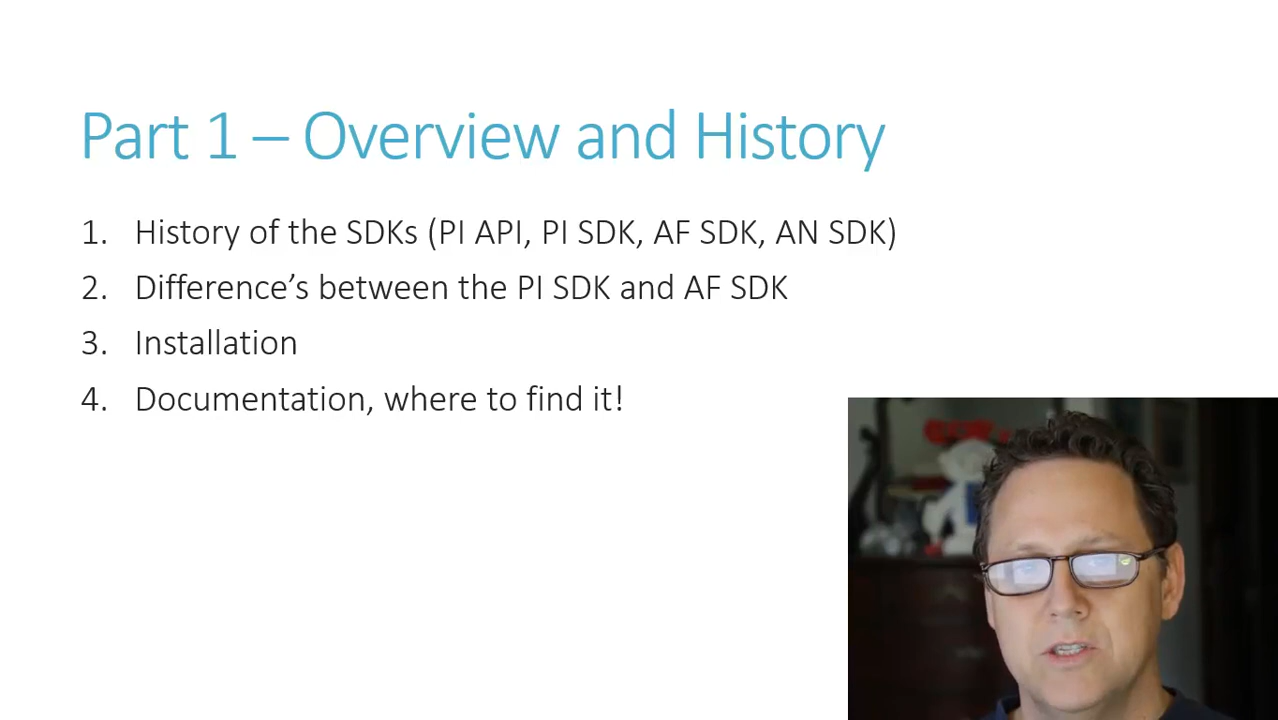 Part 1 – Overview and History
1. History of the SDKs (PI API, PI SDK, AF SDK, AN SDK)
2. Difference’s between the PI SDK and AF SDK
3. Installation
4. Documentation, where to find it!